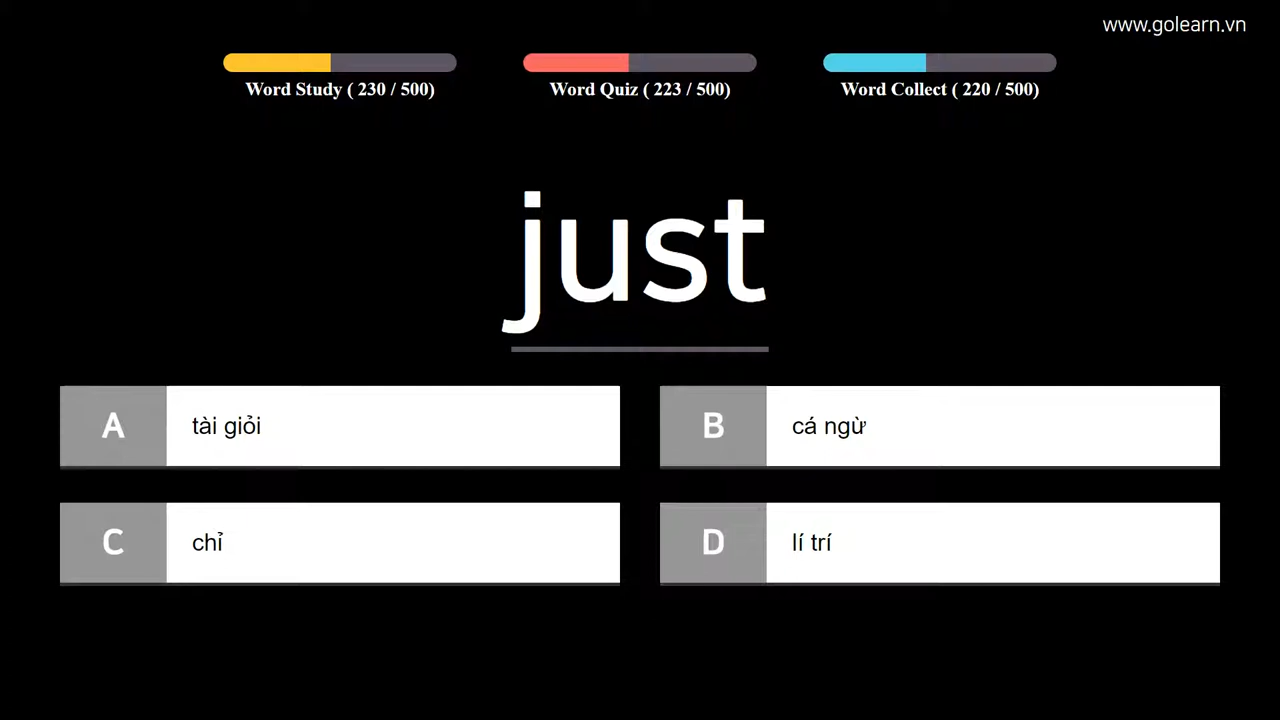 www.golearn.vn
Word Study ( 230 / 500)
Word Quiz ( 223 / 500)
Word Collect ( 220 / 500)
just
A tài giỏi
B cá ngừ
C chỉ
D lí trí